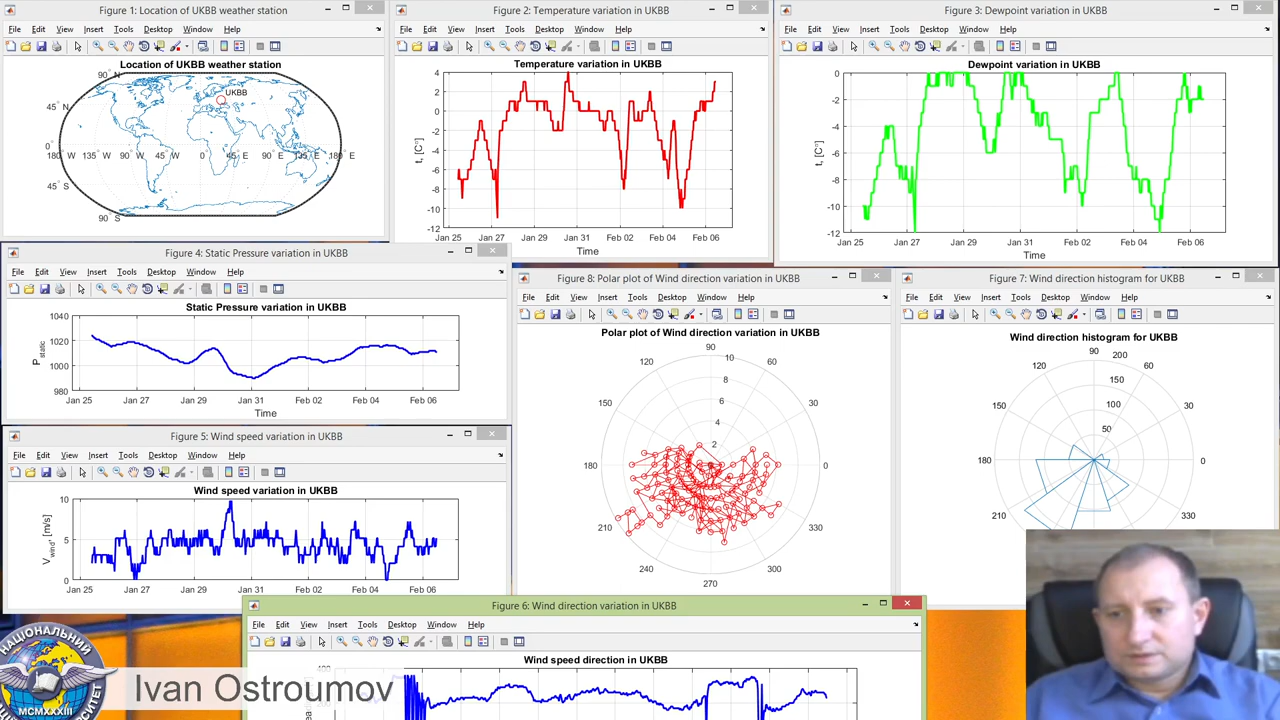 Figure 1: Location of UKBB weather station
File Edit View Insert Tools Desktop Window Help
Location of UKBB weather station
90° N
UKBB
45° N
0°
180° W 135° W 90° W 45° W 0° 45° E 90° E 135° E 180° E
45° S
90° S
Figure 2: Temperature variation in UKBB
File Edit View Insert Tools Desktop Window Help
Temperature variation in UKBB
t, [C°]
4
2
0
-2
-4
-6
-8
-10
-12
Jan 25 Jan 27 Jan 29 Jan 31 Feb 02 Feb 04 Feb 06
Time
Figure 3: Dewpoint variation in UKBB
File Edit View Insert Tools Desktop Window Help
Dewpoint variation in UKBB
t, [C°]
0
-2
-4
-6
-8
-10
-12
Jan 25 Jan 27 Jan 29 Jan 31 Feb 02 Feb 04 Feb 06
Time
Figure 4: Static Pressure variation in UKBB
File Edit View Insert Tools Desktop Window Help
Static Pressure variation in UKBB
P static
1040
1020
1000
980
Jan 25 Jan 27 Jan 29 Jan 31 Feb 02 Feb 04 Feb 06
Time
Figure 8: Polar plot of Wind direction variation in UKBB
File Edit View Insert Tools Desktop Window Help
Polar plot of Wind direction variation in UKBB
90
120 10 60
8
150 6 30
4
2
180 0
210 330
240 300
270
Figure 7: Wind direction histogram for UKBB
File Edit View Insert Tools Desktop Window Help
Wind direction histogram for UKBB
90 200
120 150 60
150 100 30
50
180 0
210 330
Figure 5: Wind speed variation in UKBB
File Edit View Insert Tools Desktop Window Help
Wind speed variation in UKBB
V wind, [m/s]
10
5
0
Jan 25 Jan 27 Jan 29 Jan 31 Feb 02 Feb 04 Feb 06
Figure 6: Wind direction variation in UKBB
File Edit View Insert Tools Desktop Window Help
Wind speed direction in UKBB
НАЦІОНАЛЬНИЙ
MCMXXXIII
Ivan Ostroumov